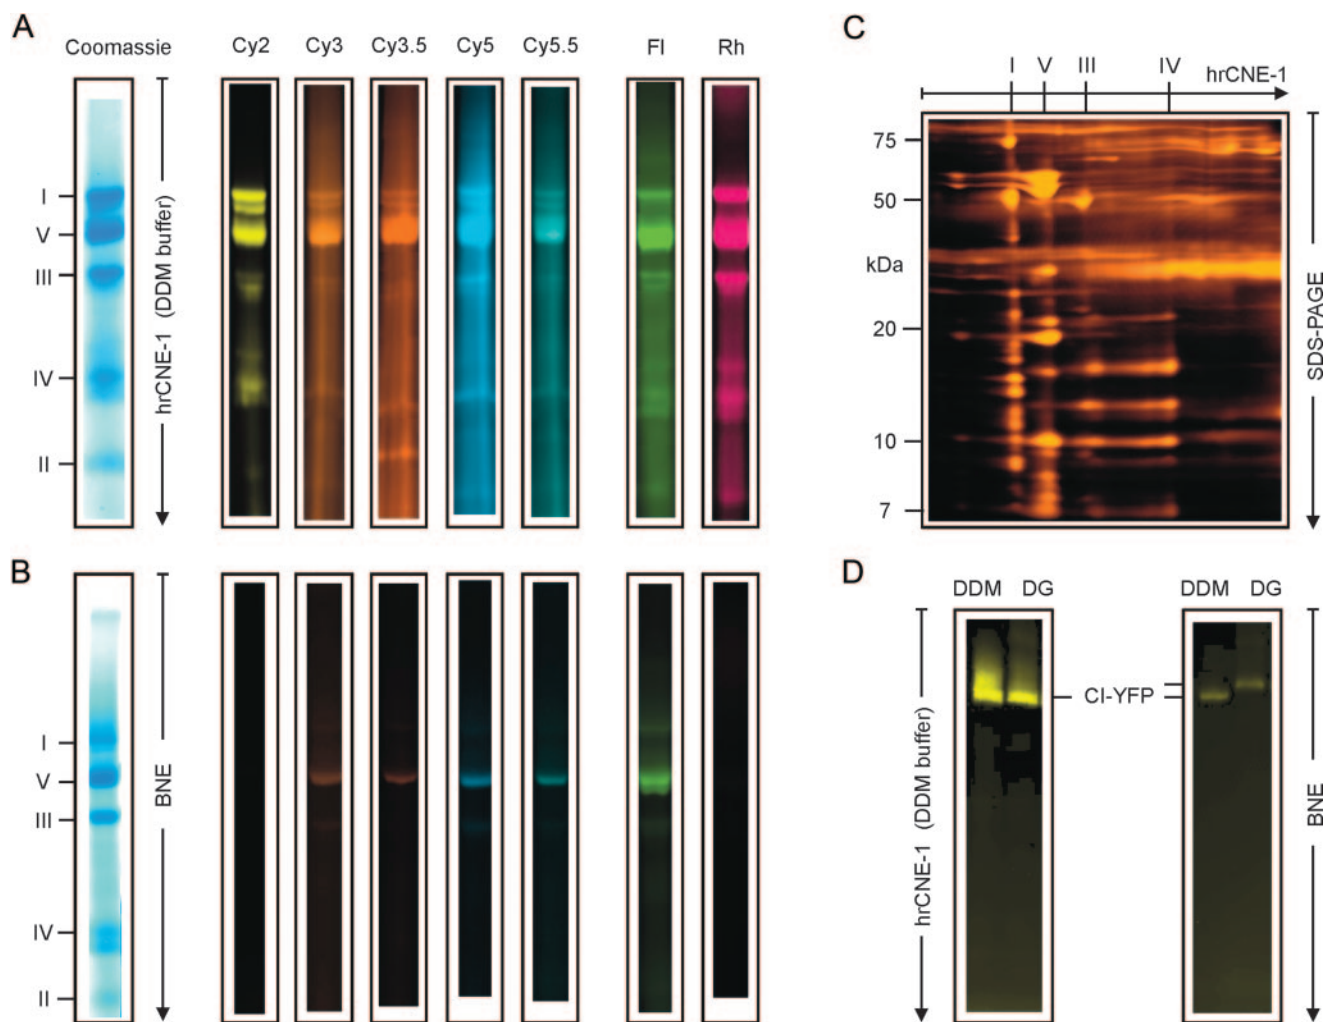 A
Coomassie
Cy2 Cy3 Cy3.5 Cy5 Cy5.5 Fl Rh
I
V
III
IV
II
hrCNE-1 (DDM buffer)
B
I
V
III
IV
II
BNE
C
I V III IV
hrCNE-1
75
50
kDa
20
10
7
SDS-PAGE
D
DDM DG
DDM DG
CI-YFP
hrCNE-1 (DDM buffer)
BNE